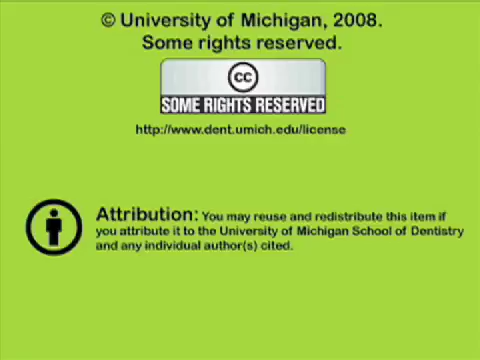 © University of Michigan, 2008.
Some rights reserved.
cc
SOME RIGHTS RESERVED
http://www.dent.umich.edu/license
Attribution: You may reuse and redistribute this item if
you attribute it to the University of Michigan School of Dentistry
and any individual author(s) cited.